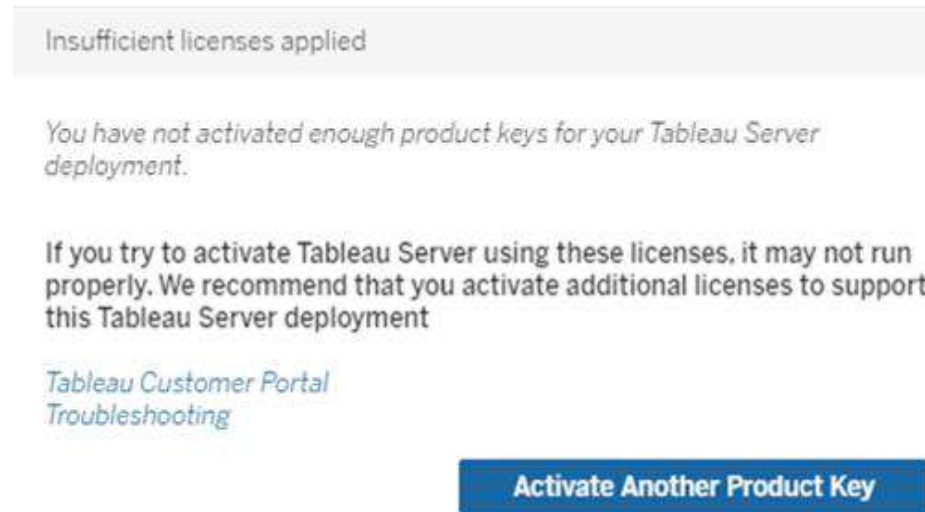 Insufficient licenses applied
You have not activated enough product keys for your Tableau Server
deployment.
If you try to activate Tableau Server using these licenses, it may not run
properly. We recommend that you activate additional licenses to support
this Tableau Server deployment
Tableau Customer Portal
Troubleshooting
Activate Another Product Key